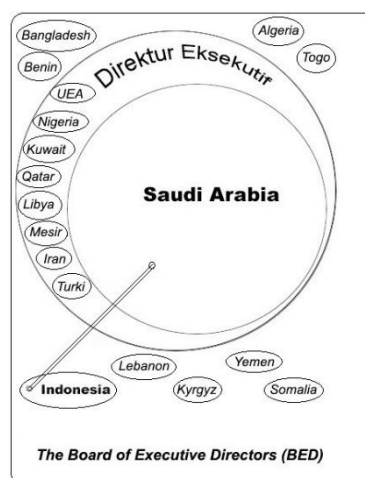 Bangladesh
Algeria
Benin
Togo
Direktur Eksekutif
UEA
Nigeria
Kuwait
Qatar
Saudi Arabia
Libya
Mesir
Iran
Turki
Lebanon
Yemen
Indonesia
Kyrgyz
Somalia
The Board of Executive Directors (BED)